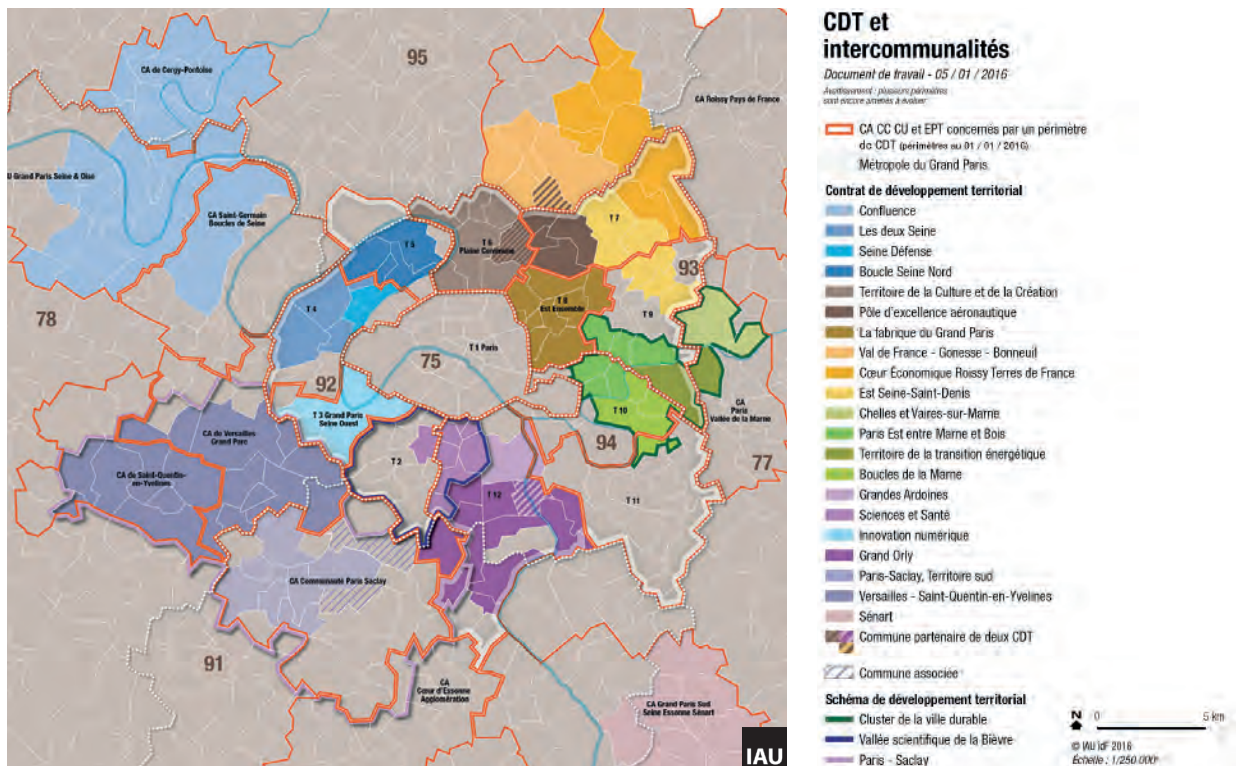 95
CA de Cergy-Pontoise
CA Roissy Pays de France
U Grand Paris Seine & Oise
CA Saint-Germain
Boucles de Seine
T 7
T 5
T 6
Plaine Commune
93
78
T 4
T 8
Est Ensemble
T 9
T 1 Paris
75
92
CA
Paris
Vallée de la Marne
T 3 Grand Paris
Seine Ouest
T 10
CA de Versailles
Grand Parc
94
77
T 2
CA de Saint-Quentin-
en-Yvelines
T 12
T 11
CA Communauté Paris Saclay
91
CA
Cœur d'Essonne
Agglomération
CA Grand Paris Sud
Seine Essonne Sénart
IAU
CDT et
intercommunalités
Document de travail - 05 / 01 / 2016
Avertissement : plusieurs périmètres
sont encore amenés à évoluer
CA CC CU et EPT concernés par un périmètre
de CDT (périmètres au 01 / 01 / 2016)
Métropole du Grand Paris
Contrat de développement territorial
Confluence
Les deux Seine
Seine Défense
Boucle Seine Nord
Territoire de la Culture et de la Création
Pôle d'excellence aéronautique
La fabrique du Grand Paris
Val de France - Gonesse - Bonneuil
Cœur Économique Roissy Terres de France
Est Seine-Saint-Denis
Chelles et Vaires-sur-Marne
Paris Est entre Marne et Bois
Territoire de la transition énergétique
Boucles de la Marne
Grandes Ardoines
Sciences et Santé
Innovation numérique
Grand Orly
Paris-Saclay, Territoire sud
Versailles - Saint-Quentin-en-Yvelines
Sénart
Commune partenaire de deux CDT
Commune associée
Schéma de développement territorial
Cluster de la ville durable
Vallée scientifique de la Bièvre
Paris - Saclay
N 0 5 km
© IAU îdF 2016
Échelle : 1/250 000e